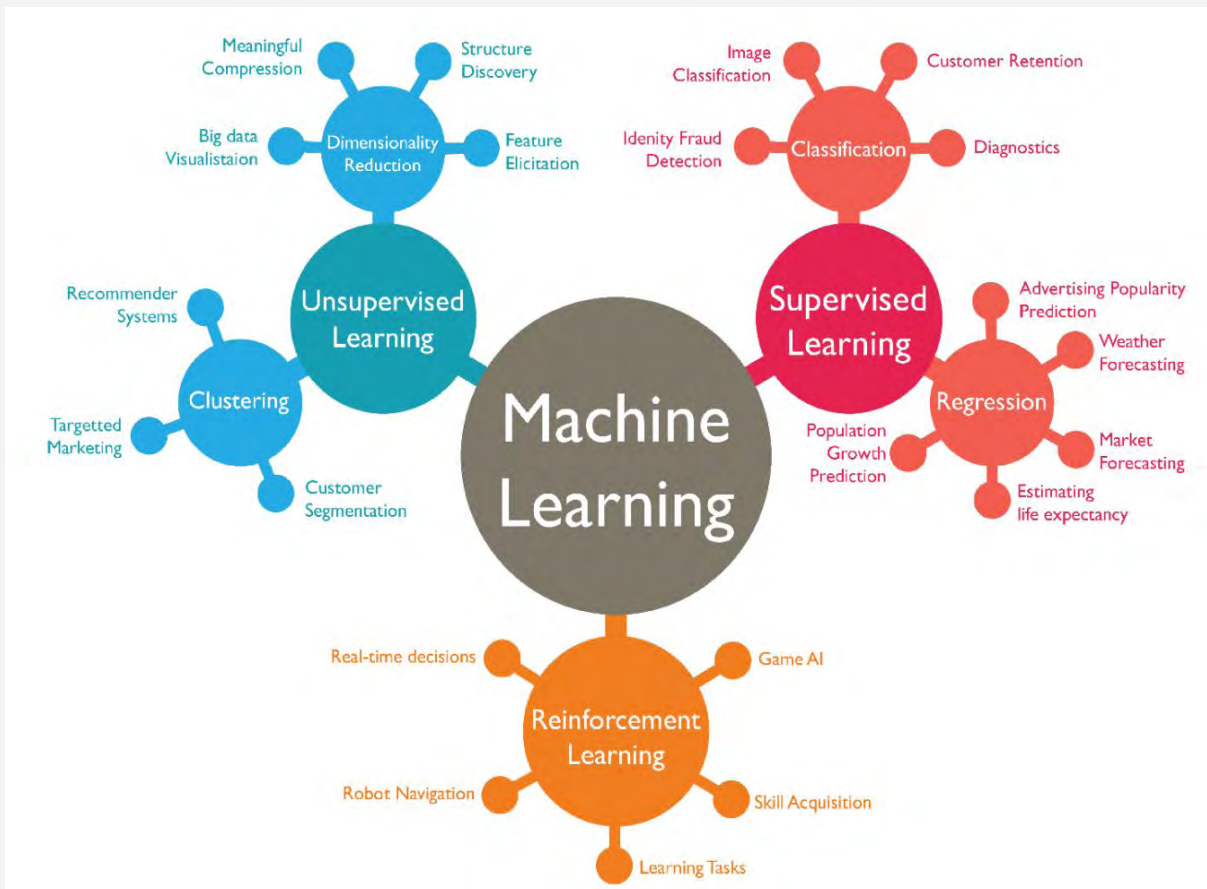 Meaningful
Compression
Structure
Discovery
Big data
Visualistaion
Dimensionality
Reduction
Feature
Elicitation
Image
Classification
Customer Retention
Idenity Fraud
Detection
Classification
Diagnostics
Unsupervised
Learning
Supervised
Learning
Recommender
Systems
Clustering
Targetted
Marketing
Customer
Segmentation
Advertising Popularity
Prediction
Weather
Forecasting
Regression
Population
Growth
Prediction
Market
Forecasting
Estimating
life expectancy
Machine
Learning
Real-time decisions
Game AI
Reinforcement
Learning
Robot Navigation
Skill Acquisition
Learning Tasks